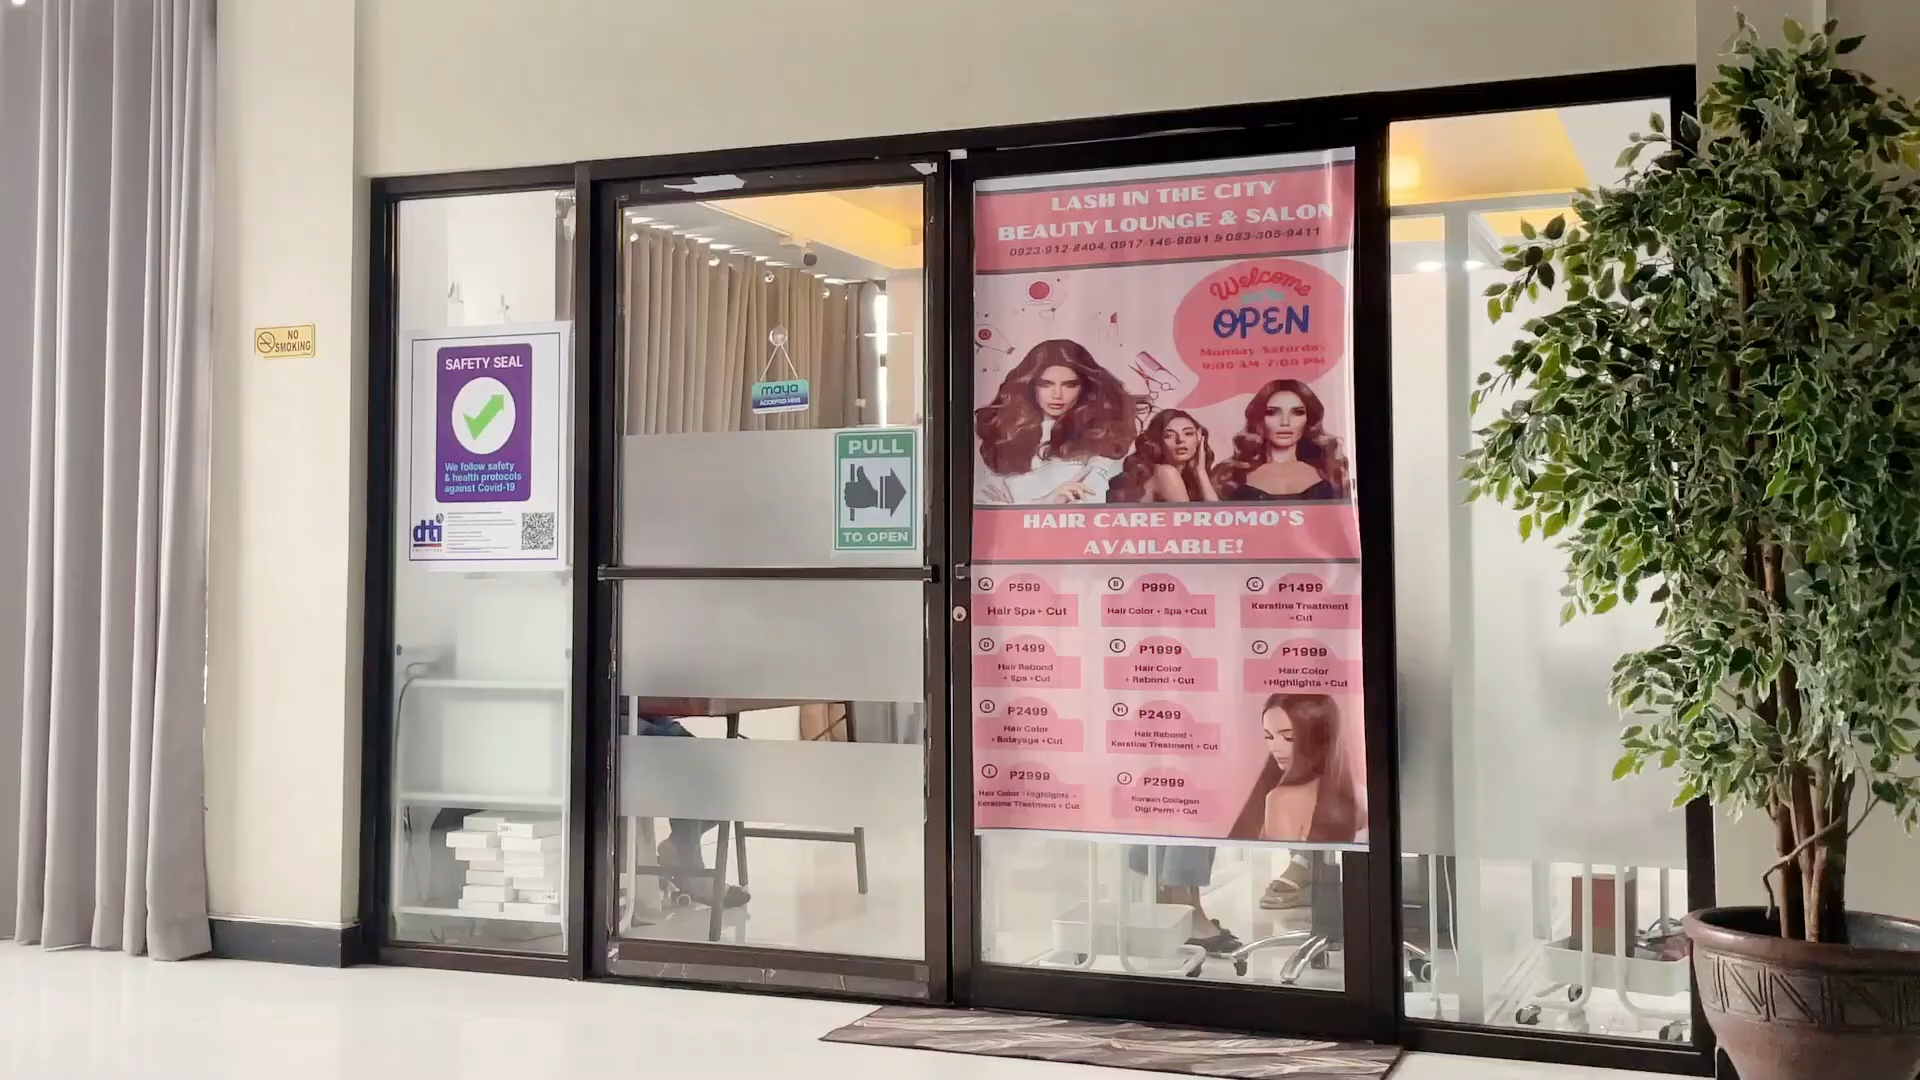 NO
SMOKING
SAFETY SEAL
We follow safety
& health protocols
against Covid-19
dti
maya
ACCEPTED HERE
PULL
TO OPEN
LASH IN THE CITY
BEAUTY LOUNGE & SALON
0923-912-8404, 0917-146-9691 & 083-305-9411
Welcome
OPEN
Monday-Saturday
9:00 AM-7:00 PM
HAIR CARE PROMO'S
AVAILABLE!
A P599
Hair Spa+ Cut
B P999
Hair Color + Spa +Cut
C P1499
Keratine Treatment
+Cut
D P1499
Hair Rebond
+ Spa +Cut
E P1999
Hair Color
+ Rebond +Cut
F P1999
Hair Color
+Highlights +Cut
G P2499
Hair Color
+Balayage +Cut
H P2499
Hair Rebond +
Keratine Treatment + Cut
I P2999
Hair Color +Highlights +
Keratine Treatment + Cut
J P2999
Korean Collagen
Digi Perm + Cut